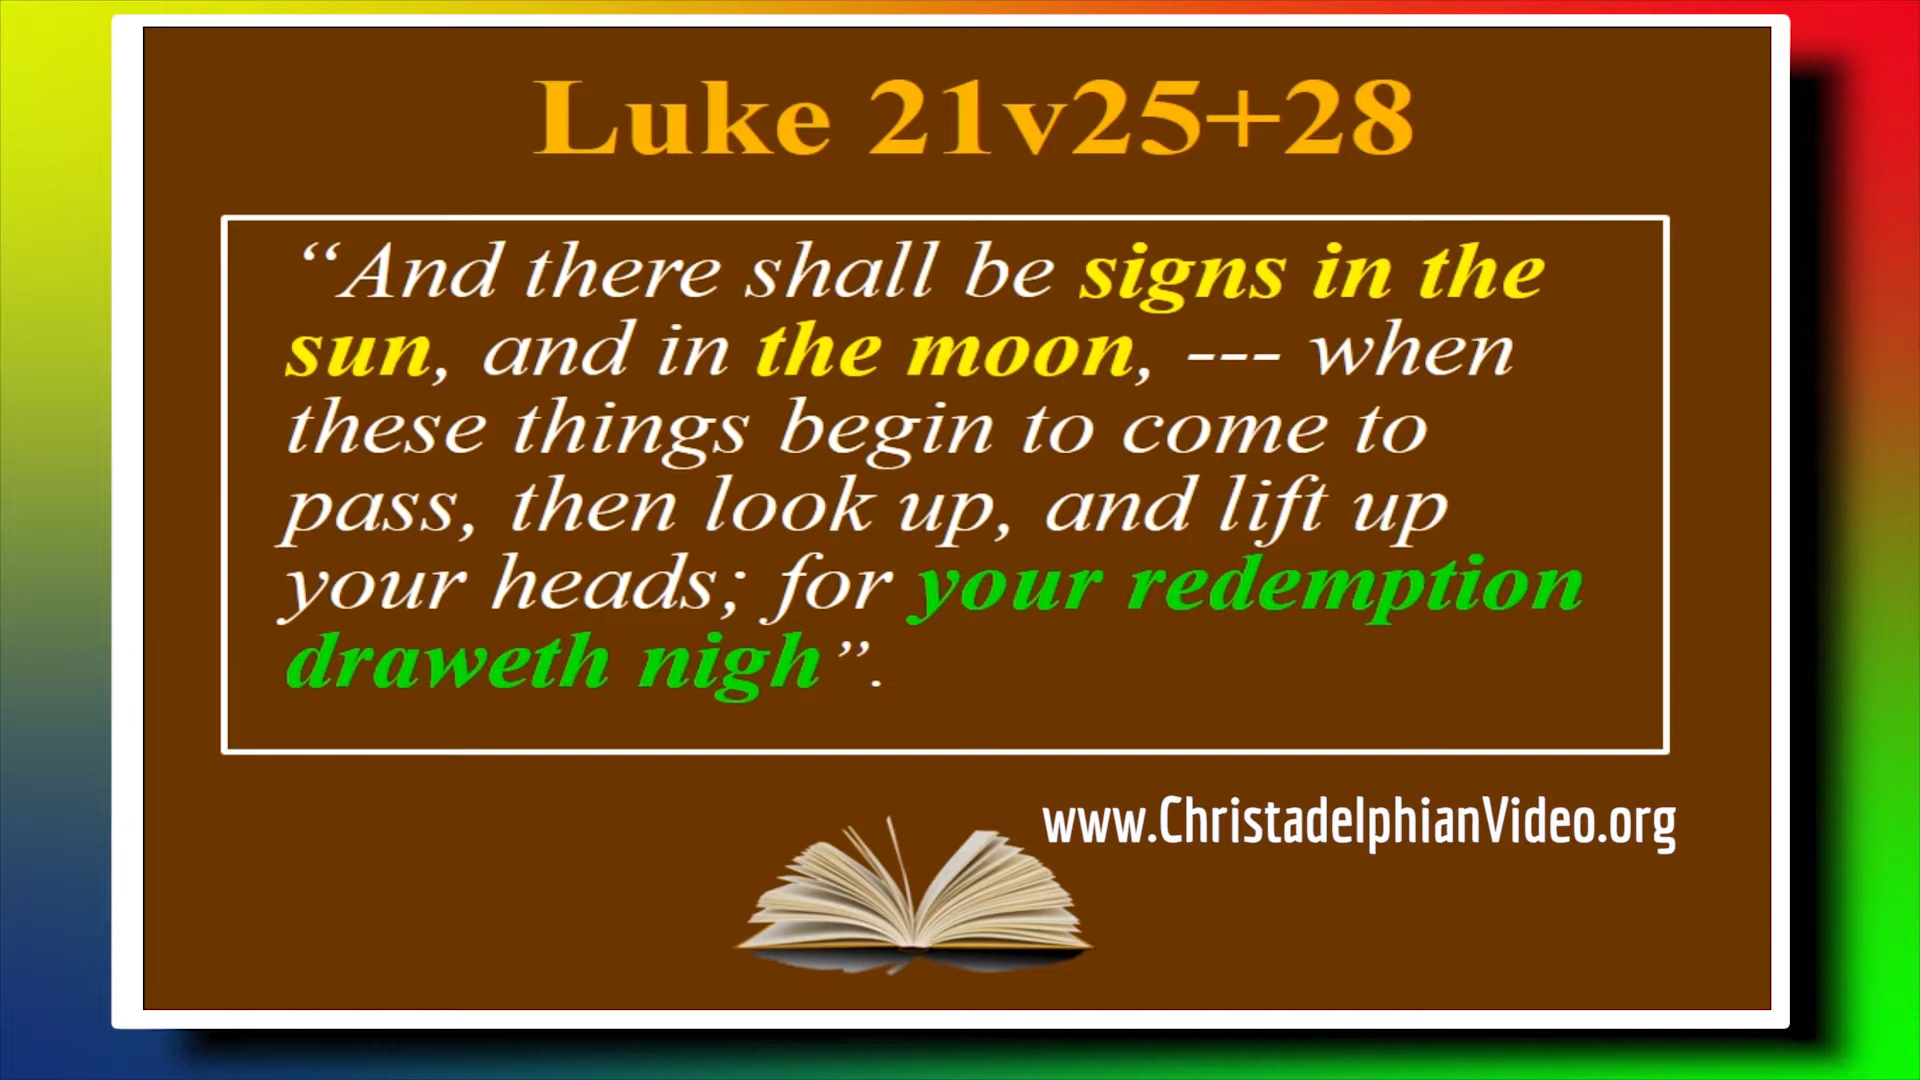 Luke 21v25+28
“And there shall be signs in the
sun, and in the moon, --- when
these things begin to come to
pass, then look up, and lift up
your heads; for your redemption
draweth nigh”.
www.ChristadelphianVideo.org